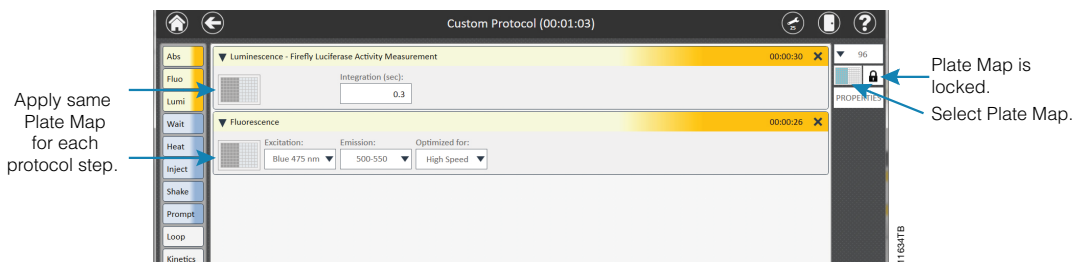 Custom Protocol (00:01:03)
25
?
Abs
Fluo
Lumi
Wait
Heat
Inject
Shake
Prompt
Loop
Kinetics
Luminescence - Firefly Luciferase Activity Measurement
00:00:30
Integration (sec):
0.3
Fluorescence
00:00:26
Excitation: Emission: Optimized for:
Blue 475 nm 500-550 High Speed
96
PROPERTIES
Apply same
Plate Map
for each
protocol step.
Plate Map is
locked.
Select Plate Map.
11634TB